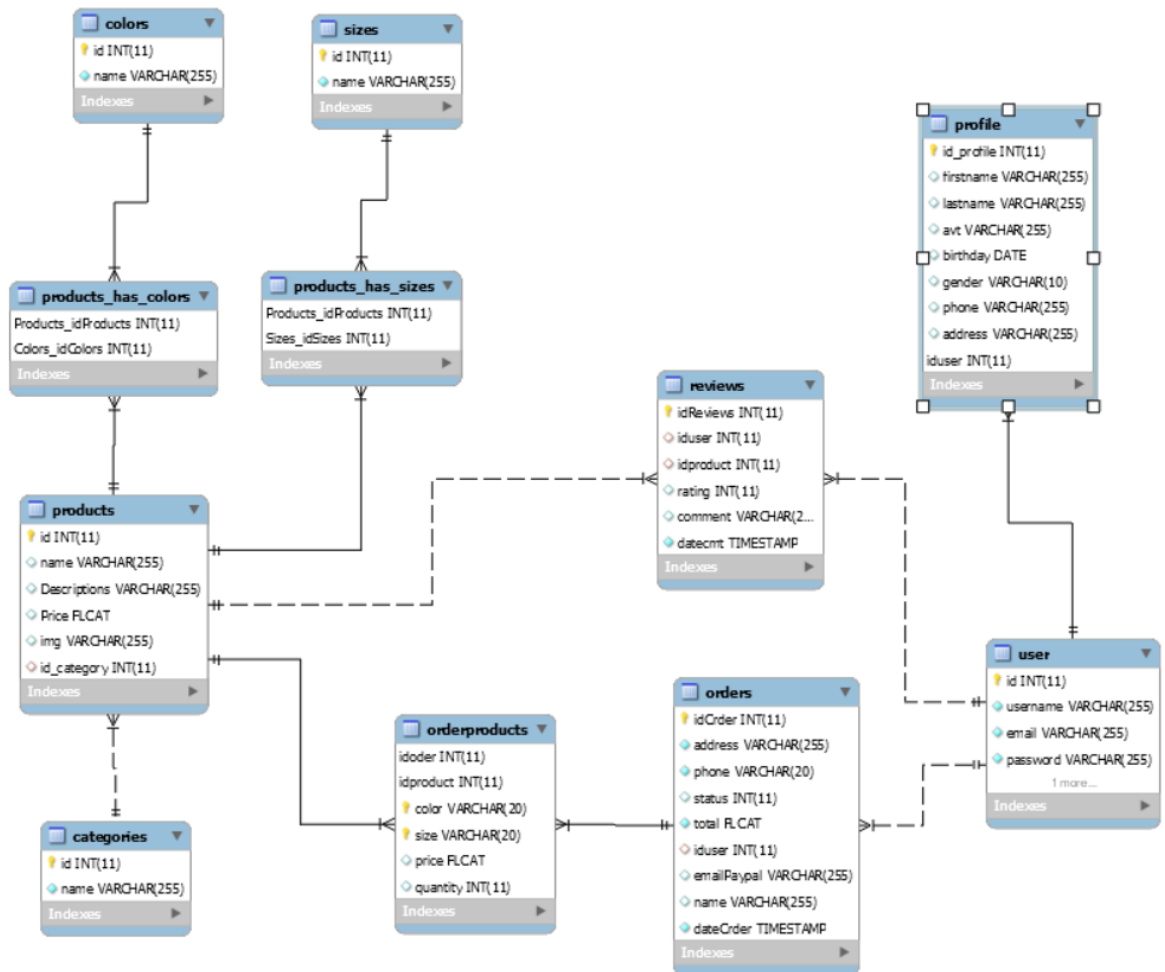 colors
id INT(11)
name VARCHAR(255)
Indexes
sizes
id INT(11)
name VARCHAR(255)
Indexes
profile
id_profile INT(11)
firstname VARCHAR(255)
lastname VARCHAR(255)
avt VARCHAR(255)
birthday DATE
gender VARCHAR(10)
phone VARCHAR(255)
address VARCHAR(255)
iduser INT(11)
Indexes
products_has_colors
Products_idProducts INT(11)
Colors_idColors INT(11)
Indexes
products_has_sizes
Products_idProducts INT(11)
Sizes_idSizes INT(11)
Indexes
reviews
idReviews INT(11)
iduser INT(11)
idproduct INT(11)
rating INT(11)
comment VARCHAR(2...
datecmt TIMESTAMP
Indexes
products
id INT(11)
name VARCHAR(255)
Descriptions VARCHAR(255)
Price FLOAT
img VARCHAR(255)
id_category INT(11)
Indexes
user
id INT(11)
username VARCHAR(255)
email VARCHAR(255)
password VARCHAR(255)
1 more...
Indexes
orders
idOrder INT(11)
address VARCHAR(255)
phone VARCHAR(20)
status INT(11)
total FLOAT
iduser INT(11)
emailPaypal VARCHAR(255)
name VARCHAR(255)
dateOrder TIMESTAMP
Indexes
orderproducts
idoder INT(11)
idproduct INT(11)
color VARCHAR(20)
size VARCHAR(20)
price FLOAT
quantity INT(11)
Indexes
categories
id INT(11)
name VARCHAR(255)
Indexes